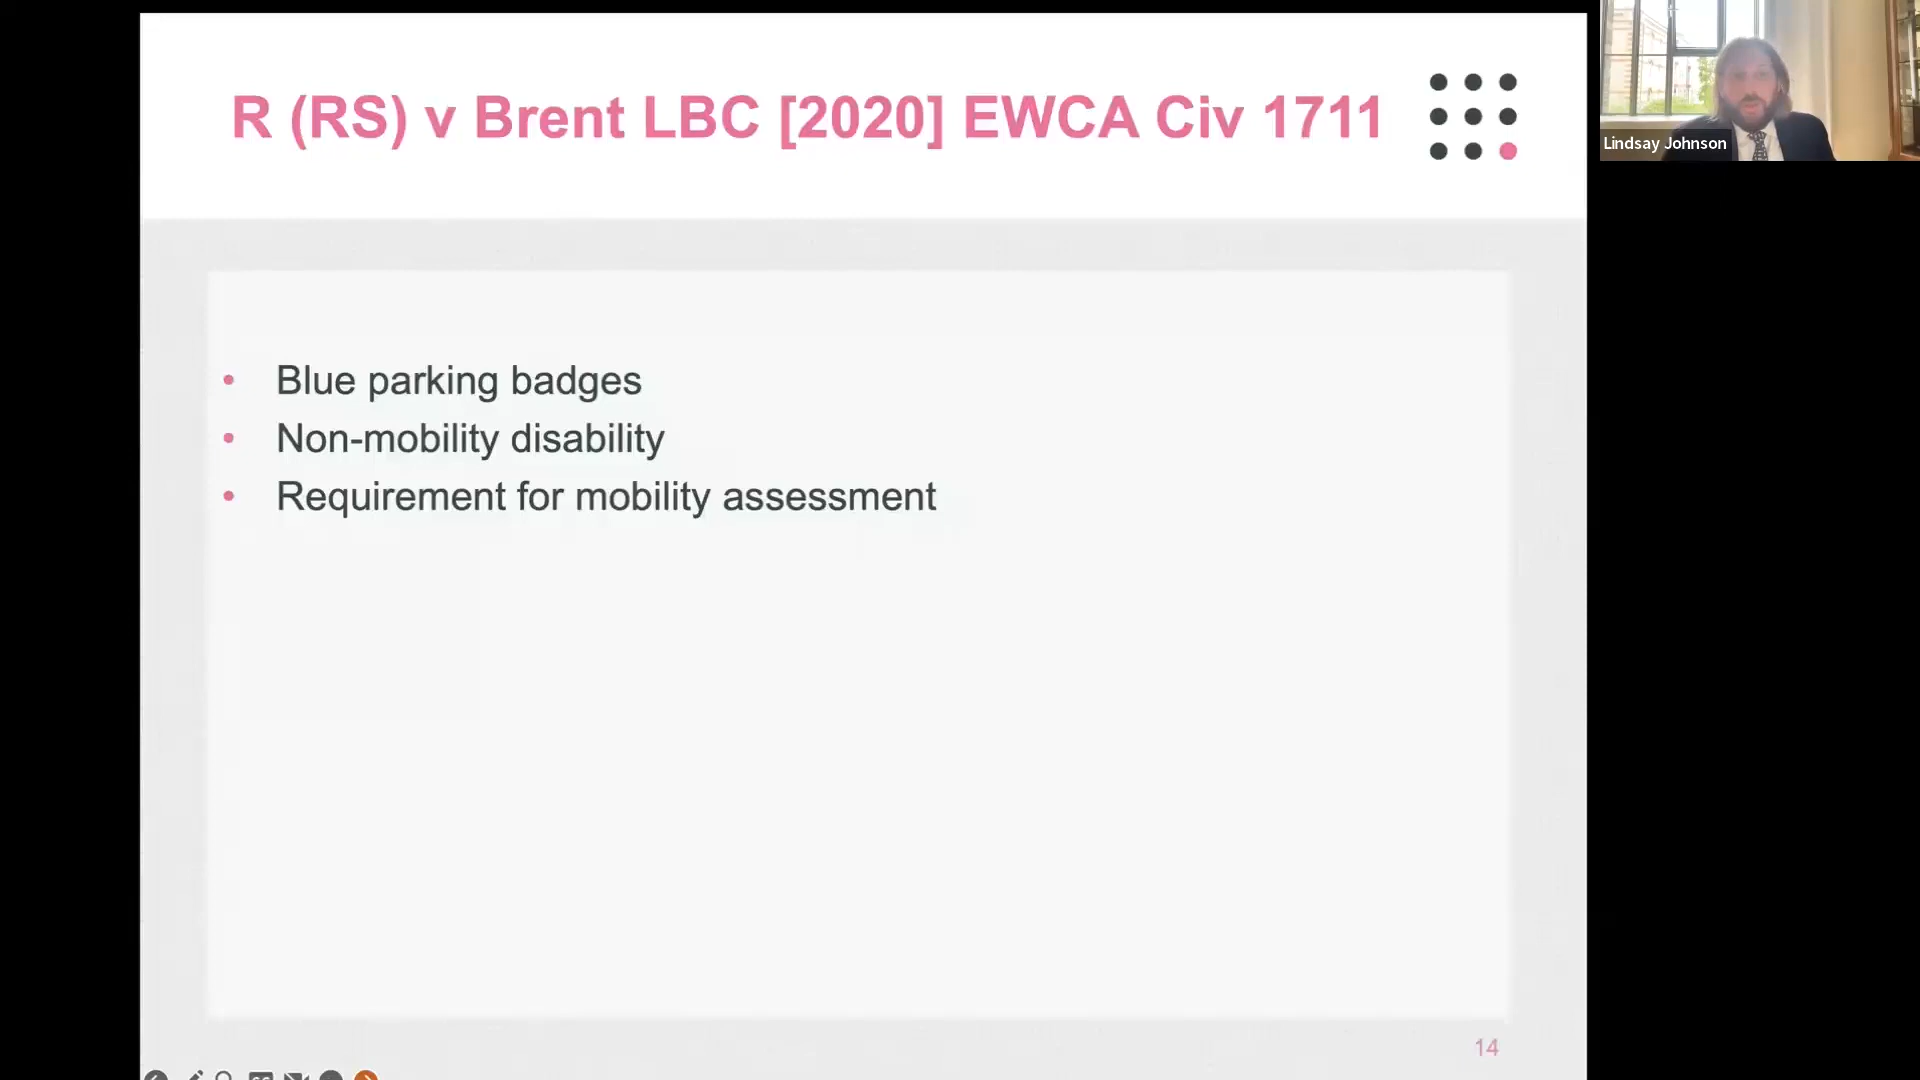 R (RS) v Brent LBC [2020] EWCA Civ 1711
Lindsay Johnson
• Blue parking badges
• Non-mobility disability
• Requirement for mobility assessment
14